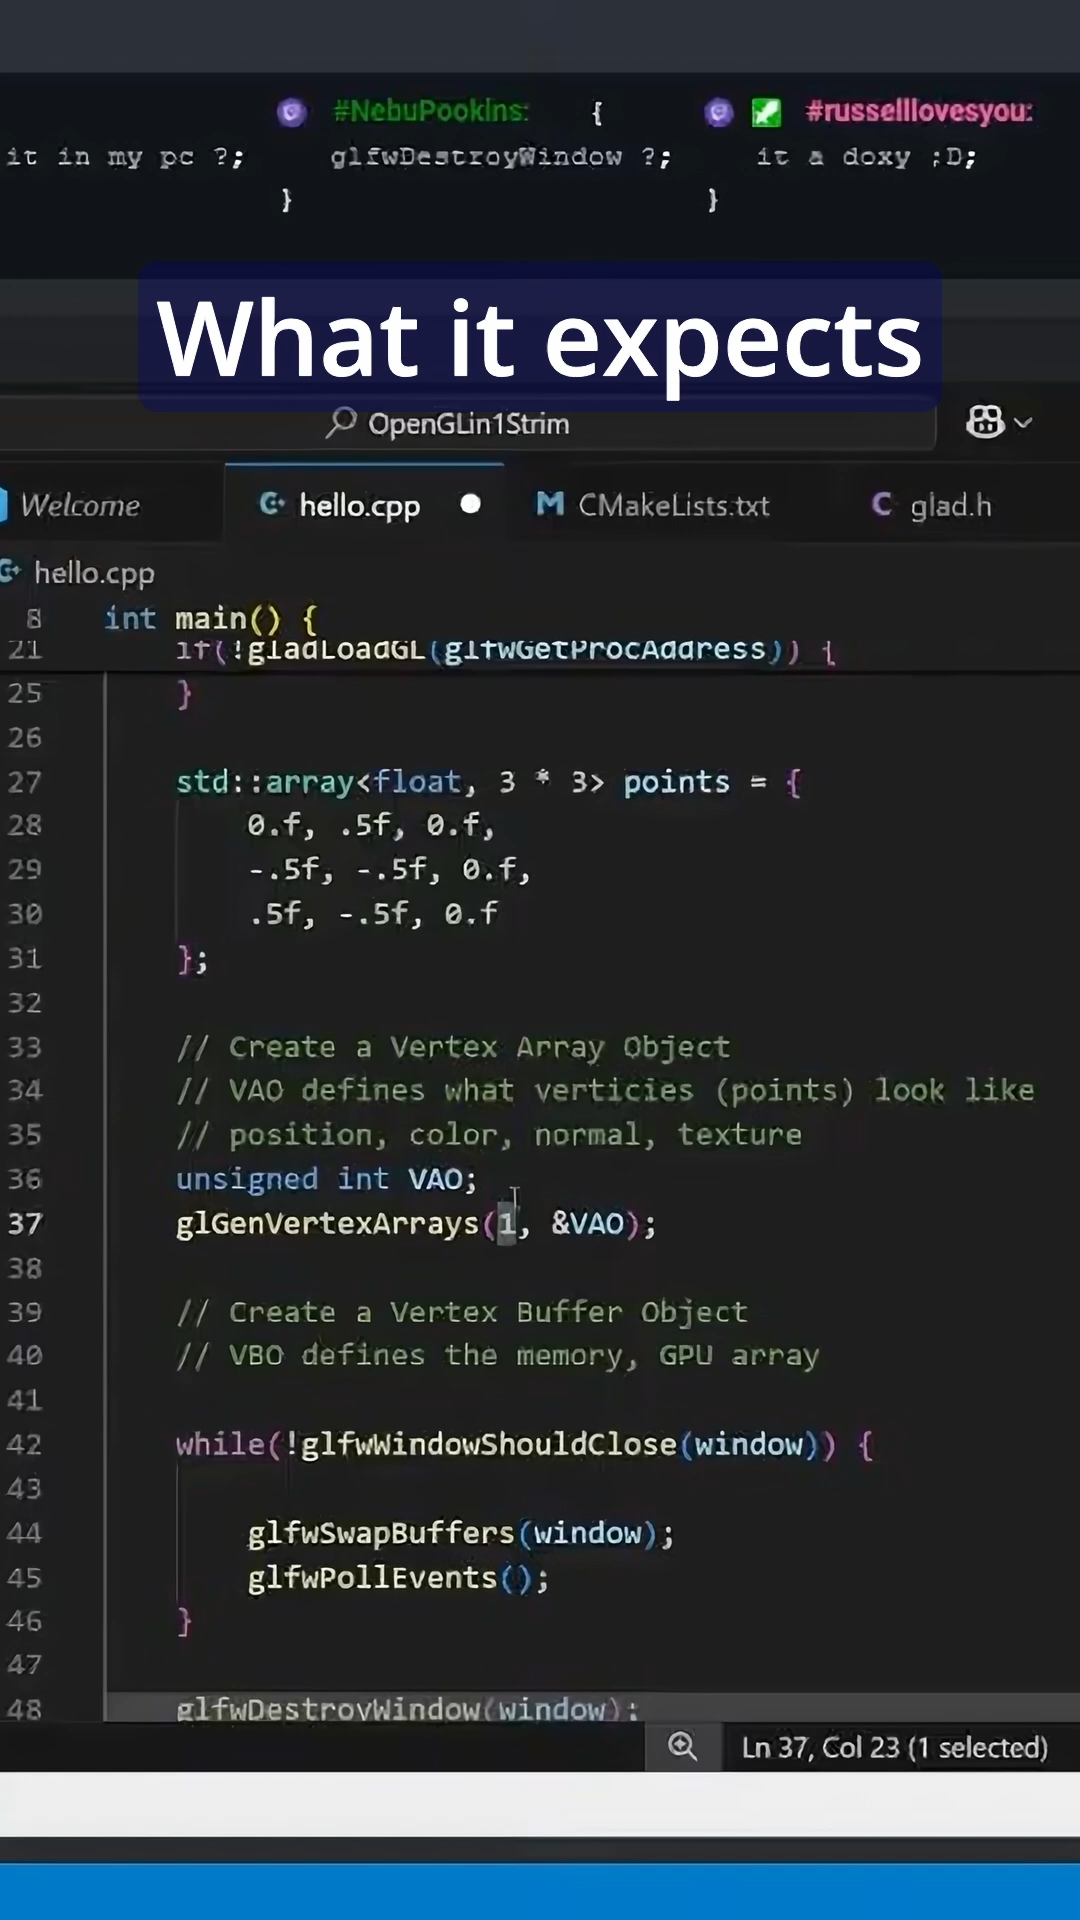 #NebuPookins: {
#russelllovesyou:
it in my pc ?;
glfwDestroyWindow ?;
it a doxy ;D;
}
}
What it expects
OpenGLin1Strim
Welcome
hello.cpp
CMakeLists.txt
glad.h
hello.cpp
8 int main() {
21 if(!gladLoadGL(glfwGetProcAddress)) {
25 }
26
27 std::array<float, 3 * 3> points = {
28 0.f, .5f, 0.f,
29 -.5f, -.5f, 0.f,
30 .5f, -.5f, 0.f
31 };
32
33 // Create a Vertex Array Object
34 // VAO defines what verticies (points) look like
35 // position, color, normal, texture
36 unsigned int VAO;
37 glGenVertexArrays(1, &VAO);
38
39 // Create a Vertex Buffer Object
40 // VBO defines the memory, GPU array
41
42 while(!glfwWindowShouldClose(window)) {
43
44 glfwSwapBuffers(window);
45 glfwPollEvents();
46 }
47
48 glfwDestroyWindow(window);
Ln 37, Col 23 (1 selected)